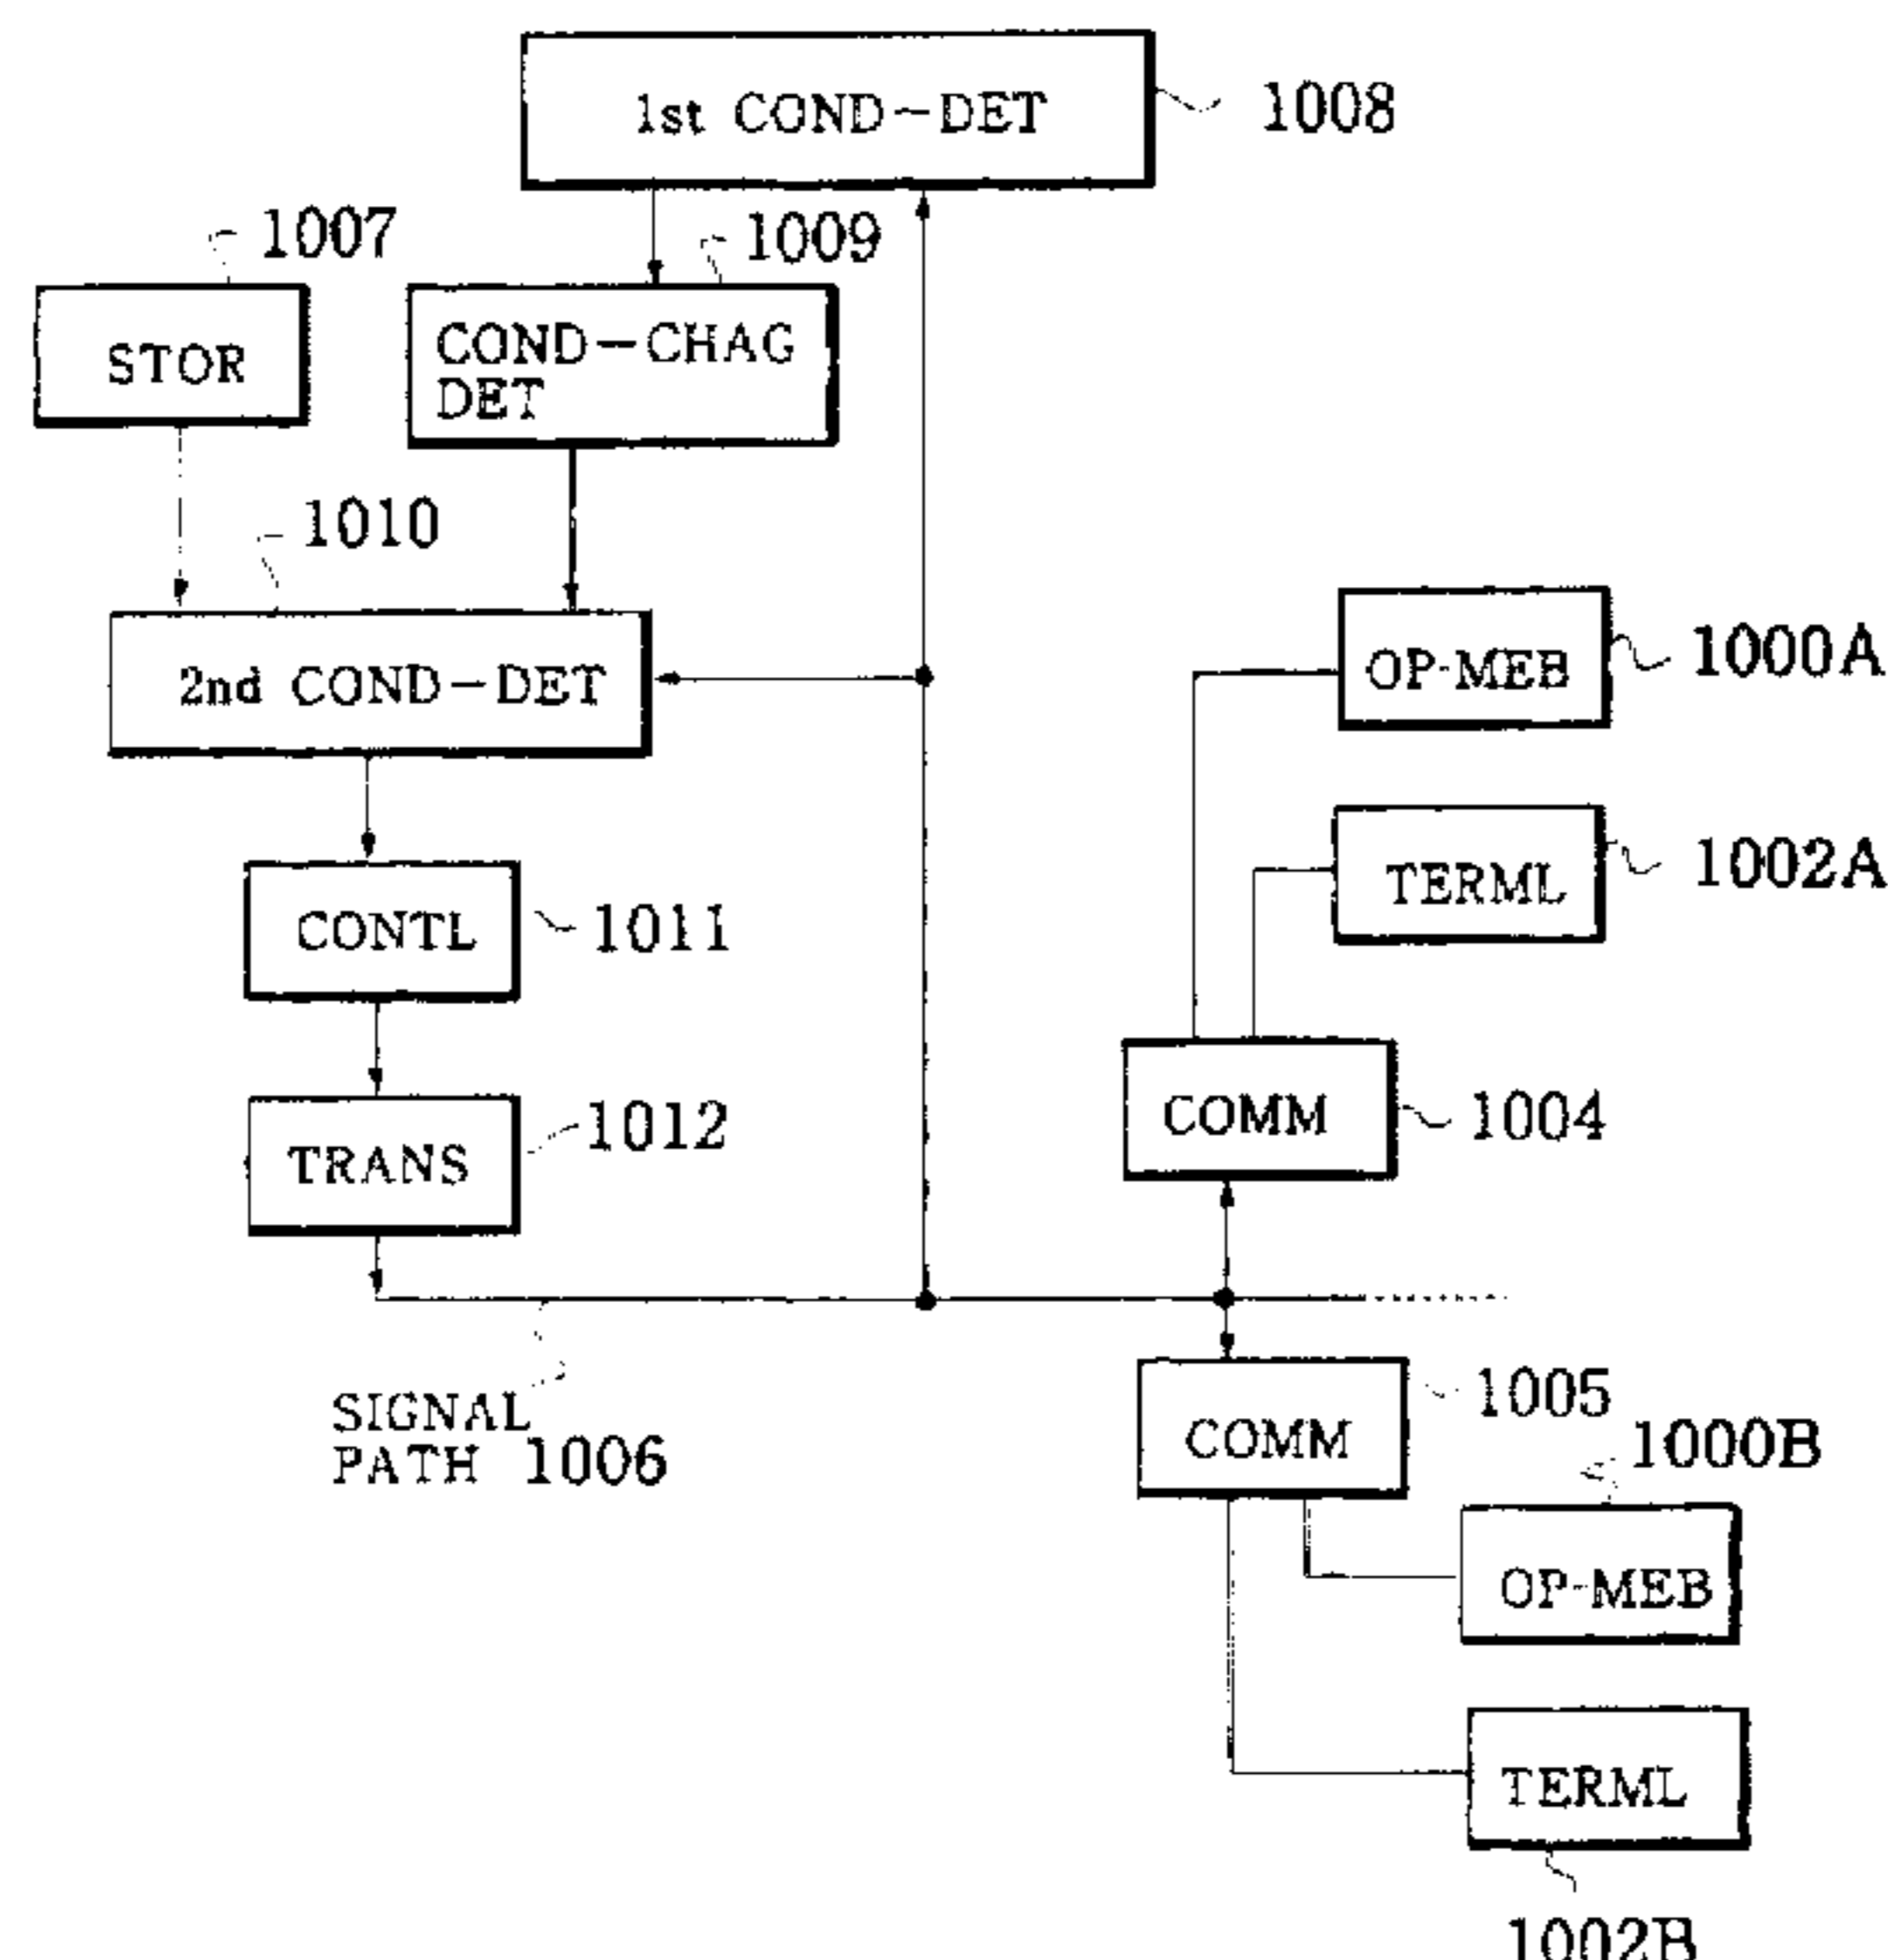 1st COND-DET
1008
1007
1009
STOR
COND-CHAG
DET
1010
2nd COND-DET
OP-MEB
1000A
TERML
1002A
CONTL
1011
TRANS
1012
COMM
1004
SIGNAL
PATH 1006
COMM
1005
1000B
OP-MEB
TERML
1002B